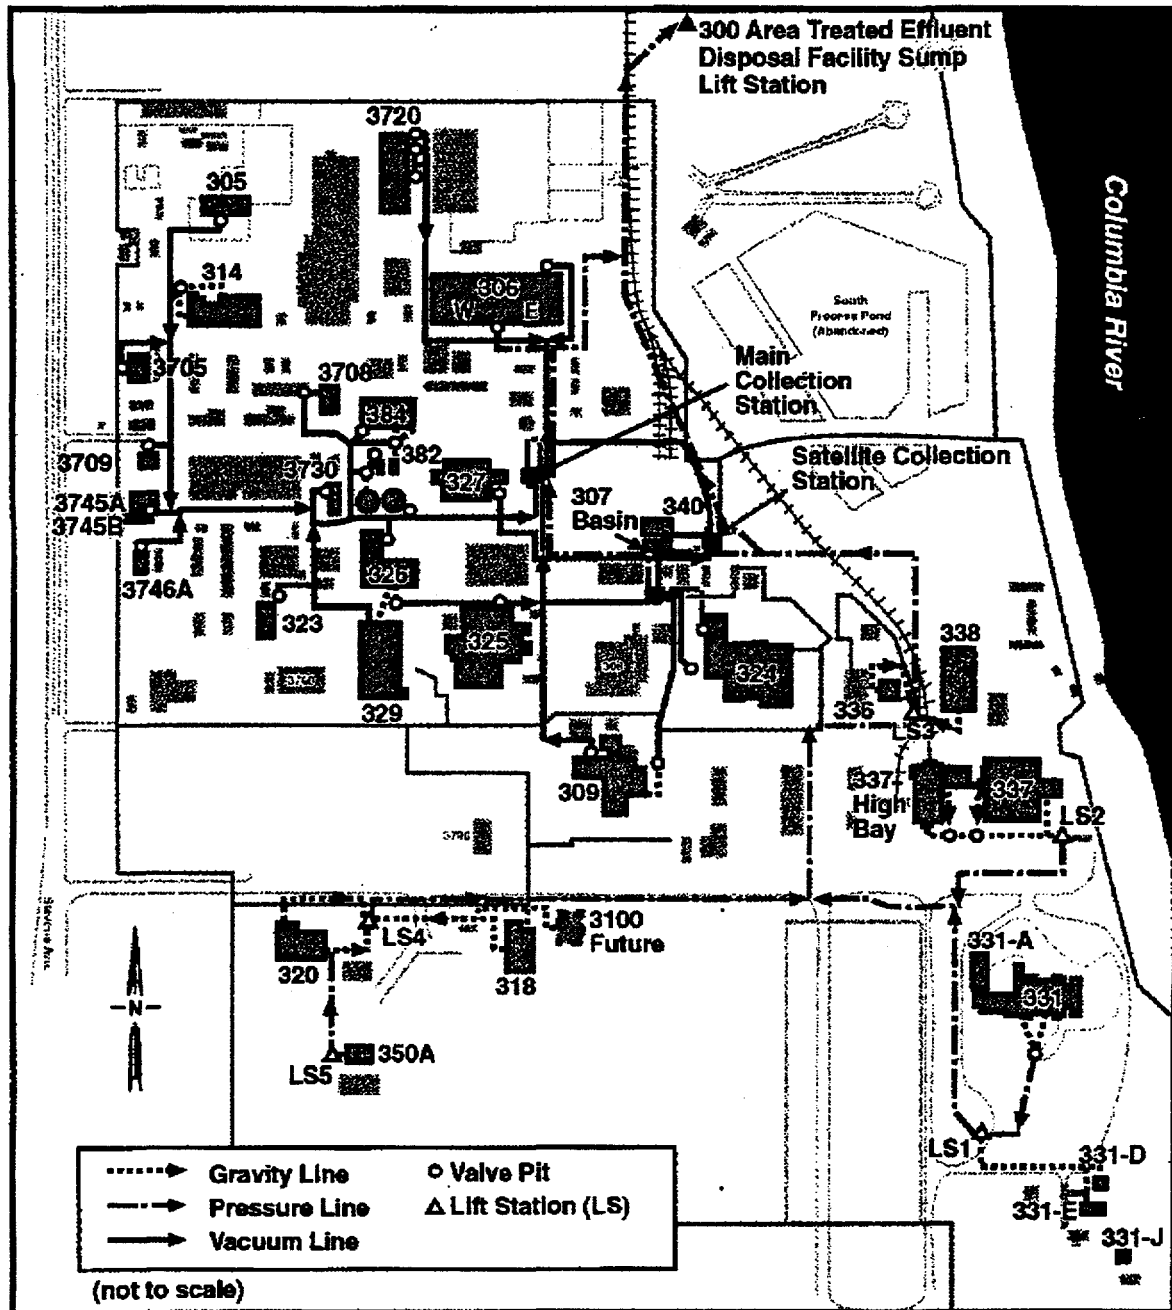 300 Area Treated Effluent
Disposal Facility Sump
Lift Station
3720
305
Columbia River
314
306
W E
South
Process Pond
(Abandoned)
Main
Collection
Station
3705
3708
384
382
3709
3730
327
Satellite Collection
Station
3745A
3745B
307
Basin
340
326
3746A
323
325
338
324
329
336
LS3
309
337-
High
Bay
337
LS2
LS4
3100
Future
320
318
331-A
331
N
LS5
350A
LS1
331-D
331-
331-J
Gravity Line
Pressure Line
Vacuum Line
Valve Pit
Lift Station (LS)
(not to scale)